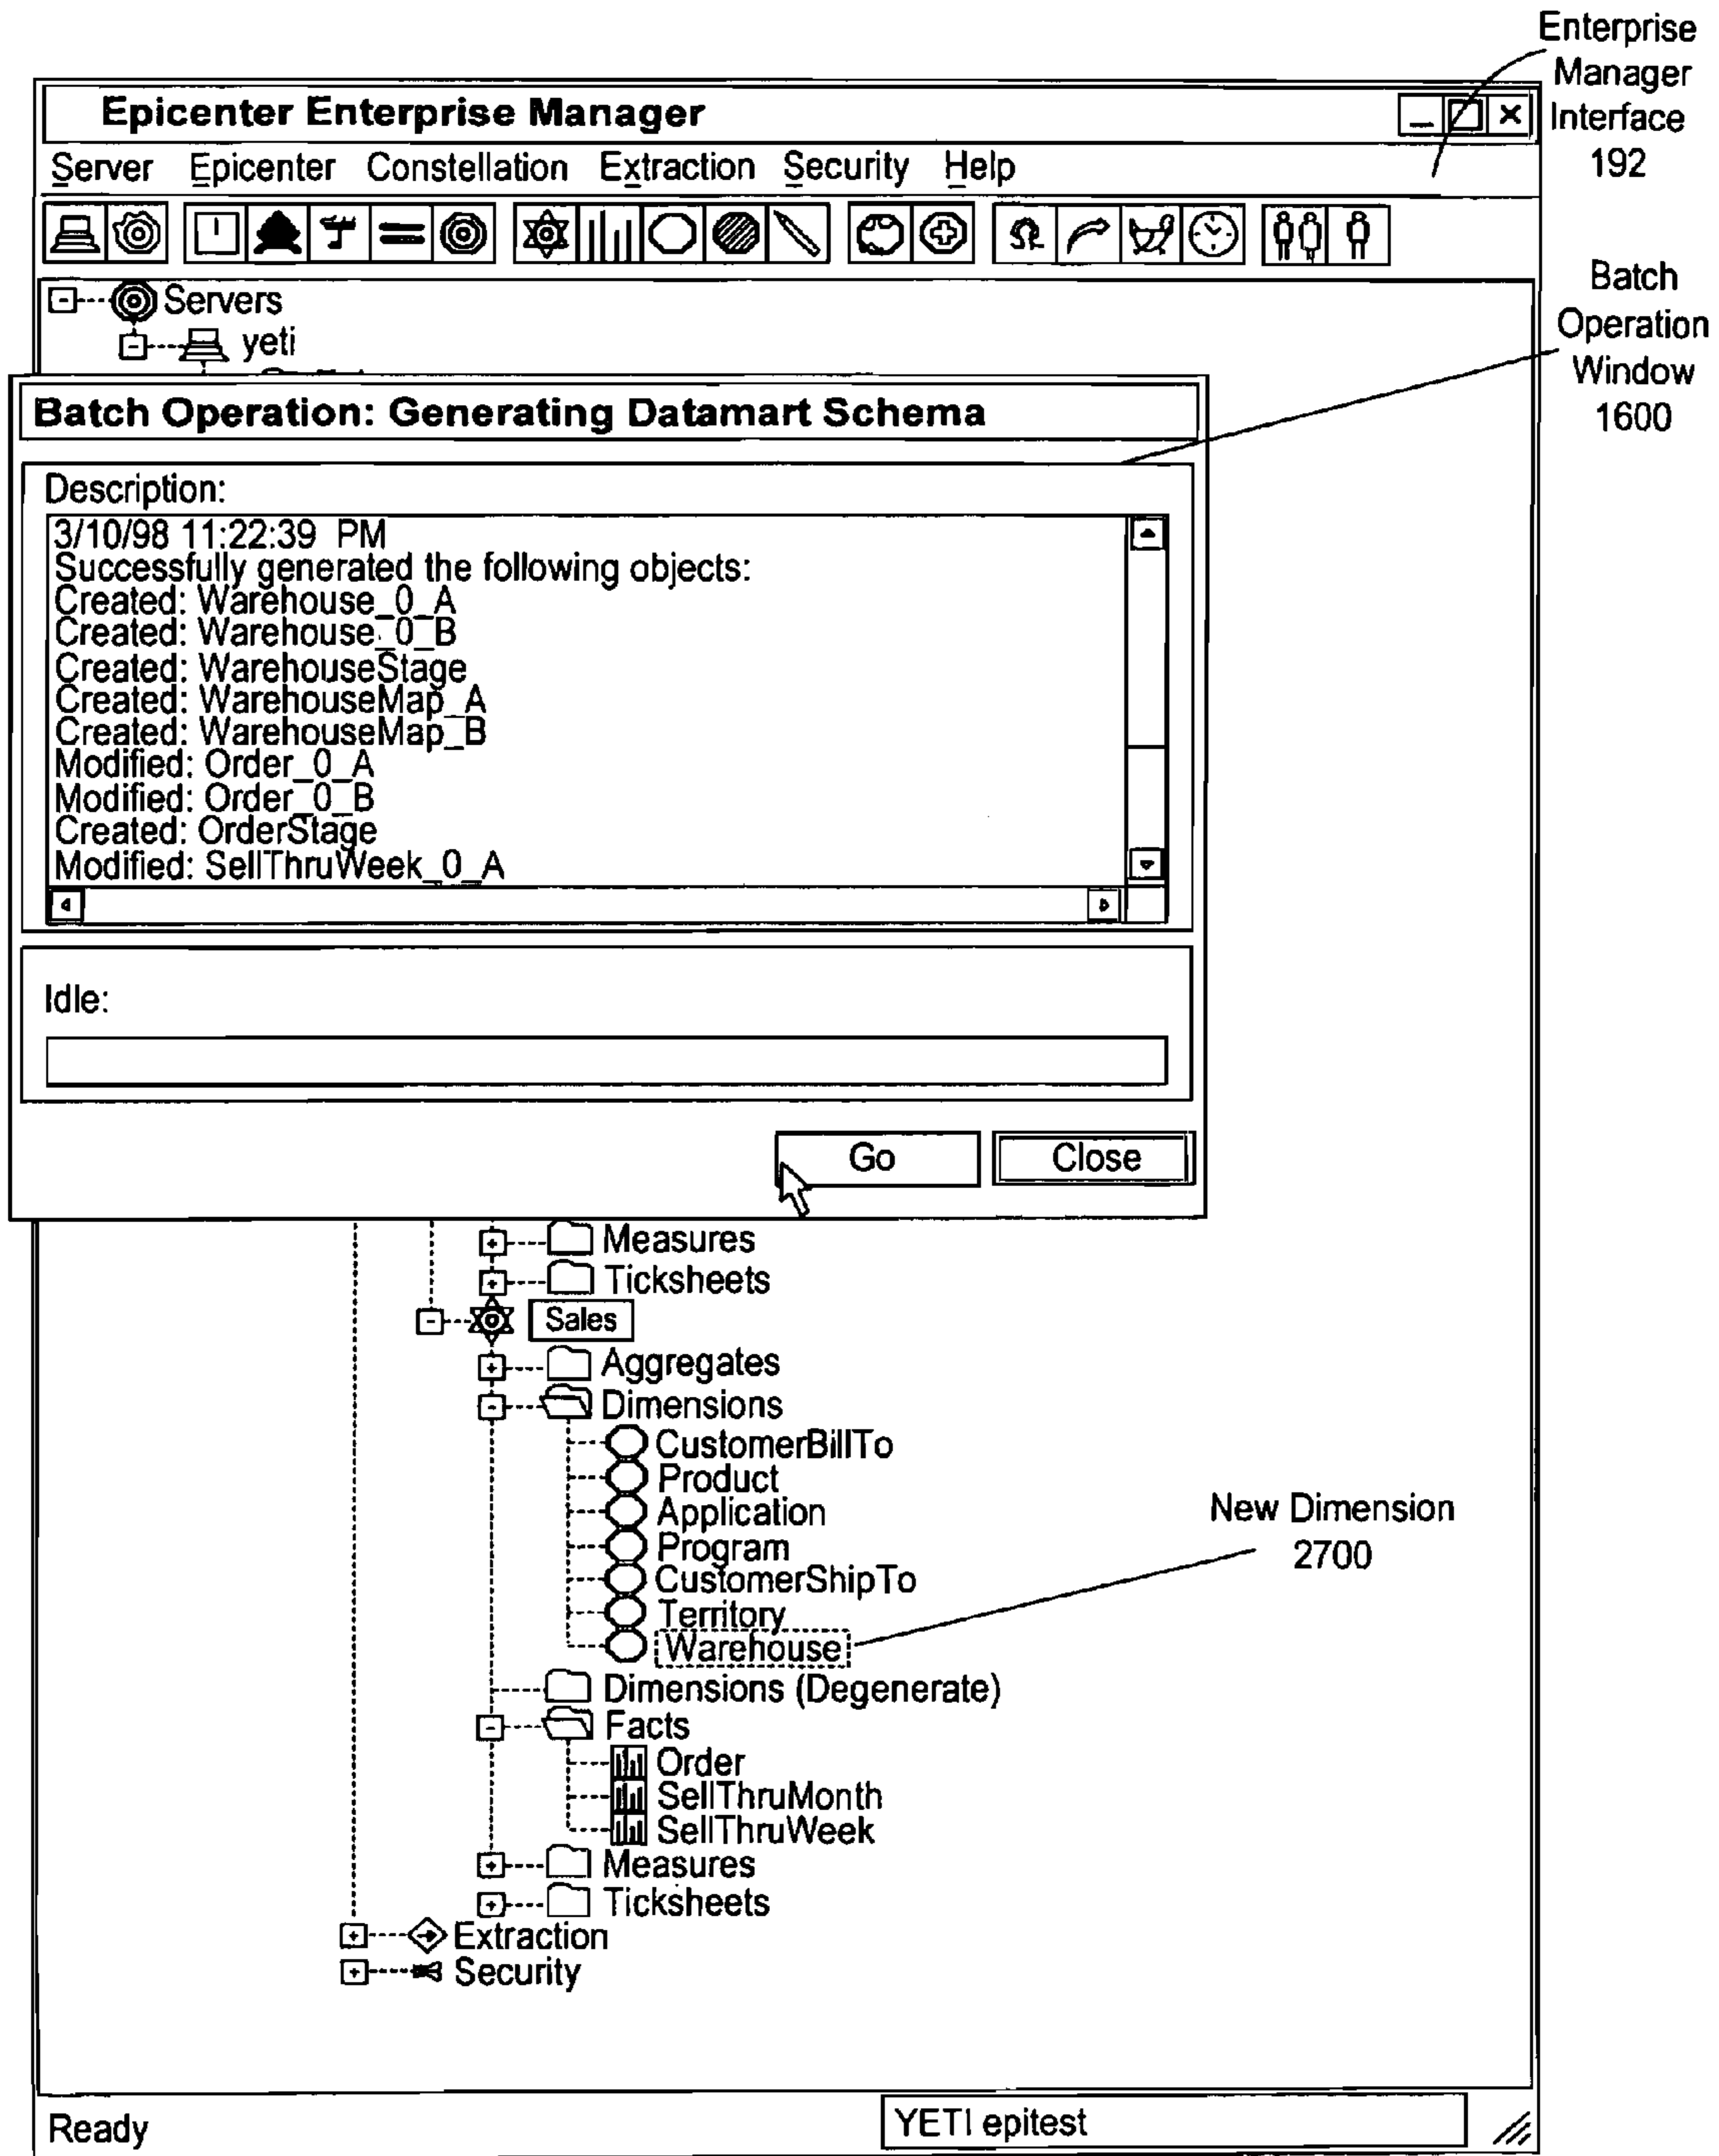 Enterprise
Manager
Interface
192
Epicenter Enterprise Manager
Server Epicenter Constellation Extraction Security Help
Servers
yeti
Batch
Operation
Window
1600
Batch Operation: Generating Datamart Schema
Description:
3/10/98 11:22:39 PM
Successfully generated the following objects:
Created: Warehouse_0_A
Created: Warehouse_0_B
Created: WarehouseStage
Created: WarehouseMap_A
Created: WarehouseMap_B
Modified: Order_0_A
Modified: Order_0_B
Created: OrderStage
Modified: SellThruWeek_0_A
Idle:
Go
Close
Measures
Ticksheets
Sales
Aggregates
Dimensions
CustomerBillTo
Product
Application
Program
CustomerShipTo
Territory
Warehouse
New Dimension
2700
Dimensions (Degenerate)
Facts
Order
SellThruMonth
SellThruWeek
Measures
Ticksheets
Extraction
Security
Ready
YETI epitest